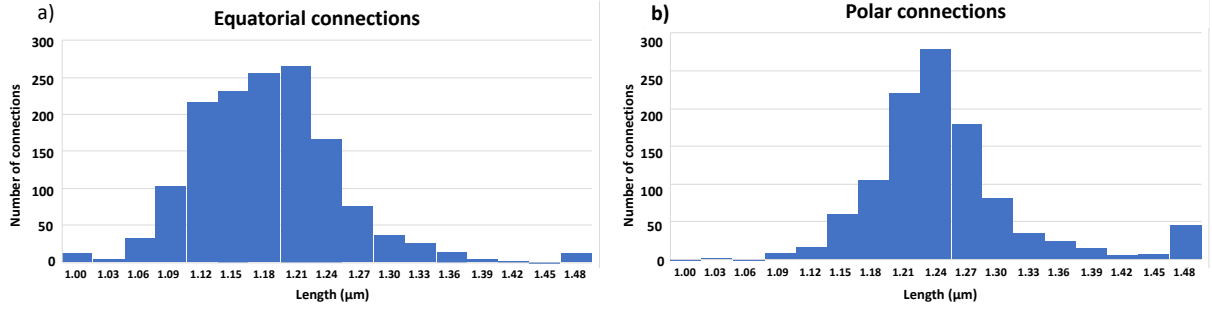 a)
Equatorial connections
300
250
200
150
100
50
0
Number of connections
1.00 1.03 1.06 1.09 1.12 1.15 1.18 1.21 1.24 1.27 1.30 1.33 1.36 1.39 1.42 1.45 1.48
Length (μm)
b)
Polar connections
300
250
200
150
100
50
0
Number of connections
1.00 1.03 1.06 1.09 1.12 1.15 1.18 1.21 1.24 1.27 1.30 1.33 1.36 1.39 1.42 1.45 1.48
Length (μm)